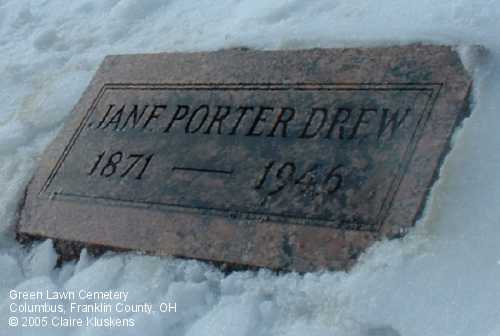 JANE PORTER DREW
1871 — 1946
Green Lawn Cemetery
Columbus, Franklin County, OH
© 2005 Claire Kluskens